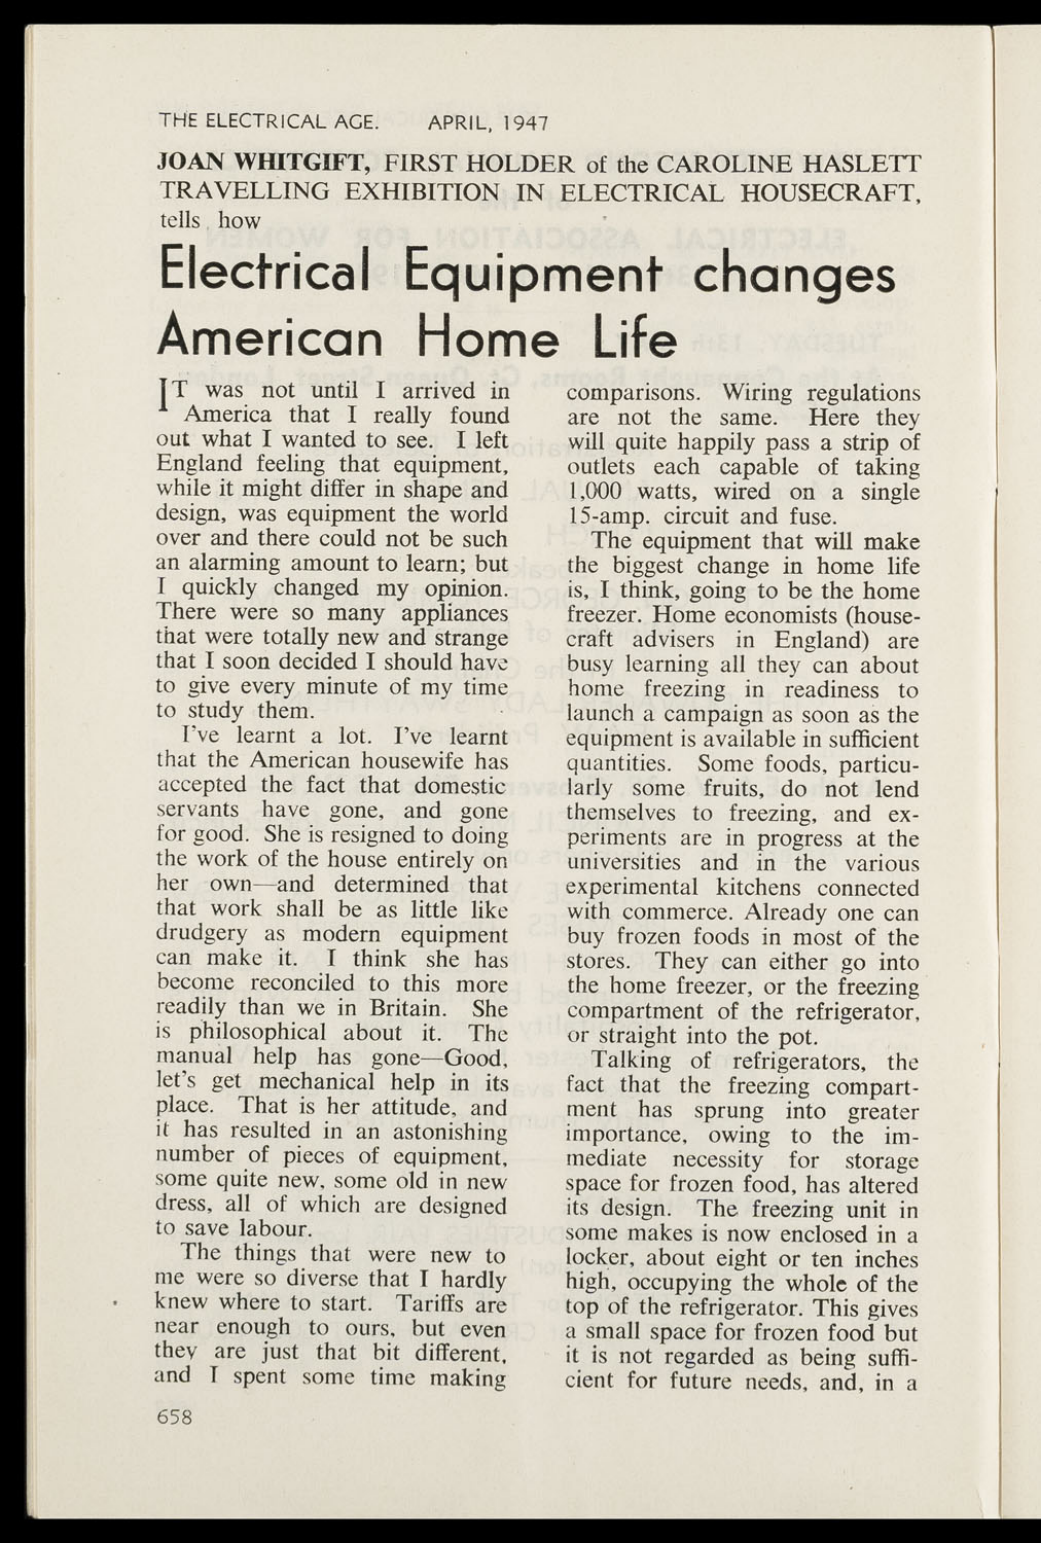 THE ELECTRICAL AGE. APRIL, 1947
JOAN WHITGIFT, FIRST HOLDER of the CAROLINE HASLETT
TRAVELLING EXHIBITION IN ELECTRICAL HOUSECRAFT,
tells how
Electrical Equipment changes
American Home Life
IT was not until I arrived in
America that I really found
out what I wanted to see. I left
England feeling that equipment,
while it might differ in shape and
design, was equipment the world
over and there could not be such
an alarming amount to learn; but
I quickly changed my opinion.
There were so many appliances
that were totally new and strange
that I soon decided I should have
to give every minute of my time
to study them.
I've learnt a lot. I've learnt
that the American housewife has
accepted the fact that domestic
servants have gone, and gone
for good. She is resigned to doing
the work of the house entirely on
her own—and determined that
that work shall be as little like
drudgery as modern equipment
can make it. I think she has
become reconciled to this more
readily than we in Britain. She
is philosophical about it. The
manual help has gone—Good,
let's get mechanical help in its
place. That is her attitude, and
it has resulted in an astonishing
number of pieces of equipment,
some quite new, some old in new
dress, all of which are designed
to save labour.
The things that were new to
me were so diverse that I hardly
knew where to start. Tariffs are
near enough to ours, but even
they are just that bit different,
and I spent some time making
comparisons. Wiring regulations
are not the same. Here they
will quite happily pass a strip of
outlets each capable of taking
1,000 watts, wired on a single
15-amp. circuit and fuse.
The equipment that will make
the biggest change in home life
is, I think, going to be the home
freezer. Home economists (house-
craft advisers in England) are
busy learning all they can about
home freezing in readiness to
launch a campaign as soon as the
equipment is available in sufficient
quantities. Some foods, particu-
larly some fruits, do not lend
themselves to freezing, and ex-
periments are in progress at the
universities and in the various
experimental kitchens connected
with commerce. Already one can
buy frozen foods in most of the
stores. They can either go into
the home freezer, or the freezing
compartment of the refrigerator,
or straight into the pot.
Talking of refrigerators, the
fact that the freezing compart-
ment has sprung into greater
importance, owing to the im-
mediate necessity for storage
space for frozen food, has altered
its design. The freezing unit in
some makes is now enclosed in a
locker, about eight or ten inches
high, occupying the whole of the
top of the refrigerator. This gives
a small space for frozen food but
it is not regarded as being suffi-
cient for future needs, and, in a
658